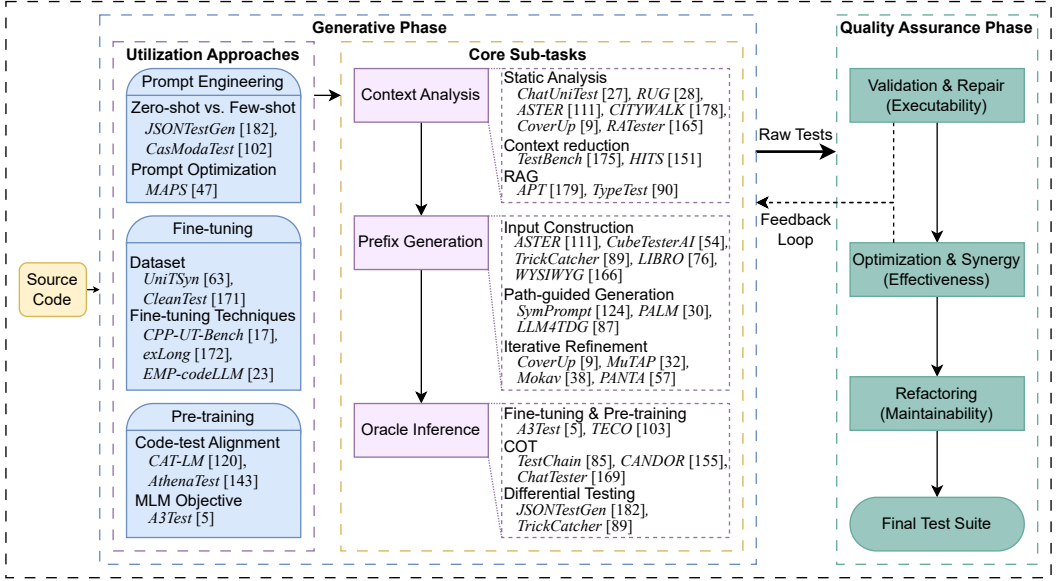 Generative Phase
Quality Assurance Phase
Utilization Approaches
Core Sub-tasks
Source
Code
Prompt Engineering
Zero-shot vs. Few-shot
JSONTestGen [182]
CasModaTest [102]
Prompt Optimization
MAPS [47]
Fine-tuning
Dataset
UniTSyn [63],
CleanTest [171]
Fine-tuning Techniques
CPP-UT-Bench [17],
exLong [172],
EMP-codeLLM [23]
Pre-training
Code-test Alignment
CAT-LM [120],
AthenaTest [143]
MLM Objective
A3Test [5]
Context Analysis
Static Analysis
ChatUniTest [27], RUG [28],
ASTER [111], CITYWALK [178],
CoverUp [9], RATester [165]
Context reduction
TestBench [175], HITS [151]
RAG
APT [179], TypeTest [90]
Prefix Generation
Input Construction
ASTER [111], CubeTesterAI [54],
TrickCatcher [89], LIBRO [76],
WYSIWYG [166]
Path-guided Generation
SymPrompt [124], PALM [30],
LLM4TDG [87]
Iterative Refinement
CoverUp [9], MuTAP [32],
Mokav [38], PANTA [57]
Oracle Inference
Fine-tuning & Pre-training
A3Test [5], TECO [103]
COT
TestChain [85], CANDOR [155],
ChatTester [169]
Differential Testing
JSONTestGen [182],
TrickCatcher [89]
Raw Tests
Feedback
Loop
Validation & Repair
(Executability)
Optimization & Synergy
(Effectiveness)
Refactoring
(Maintainability)
Final Test Suite